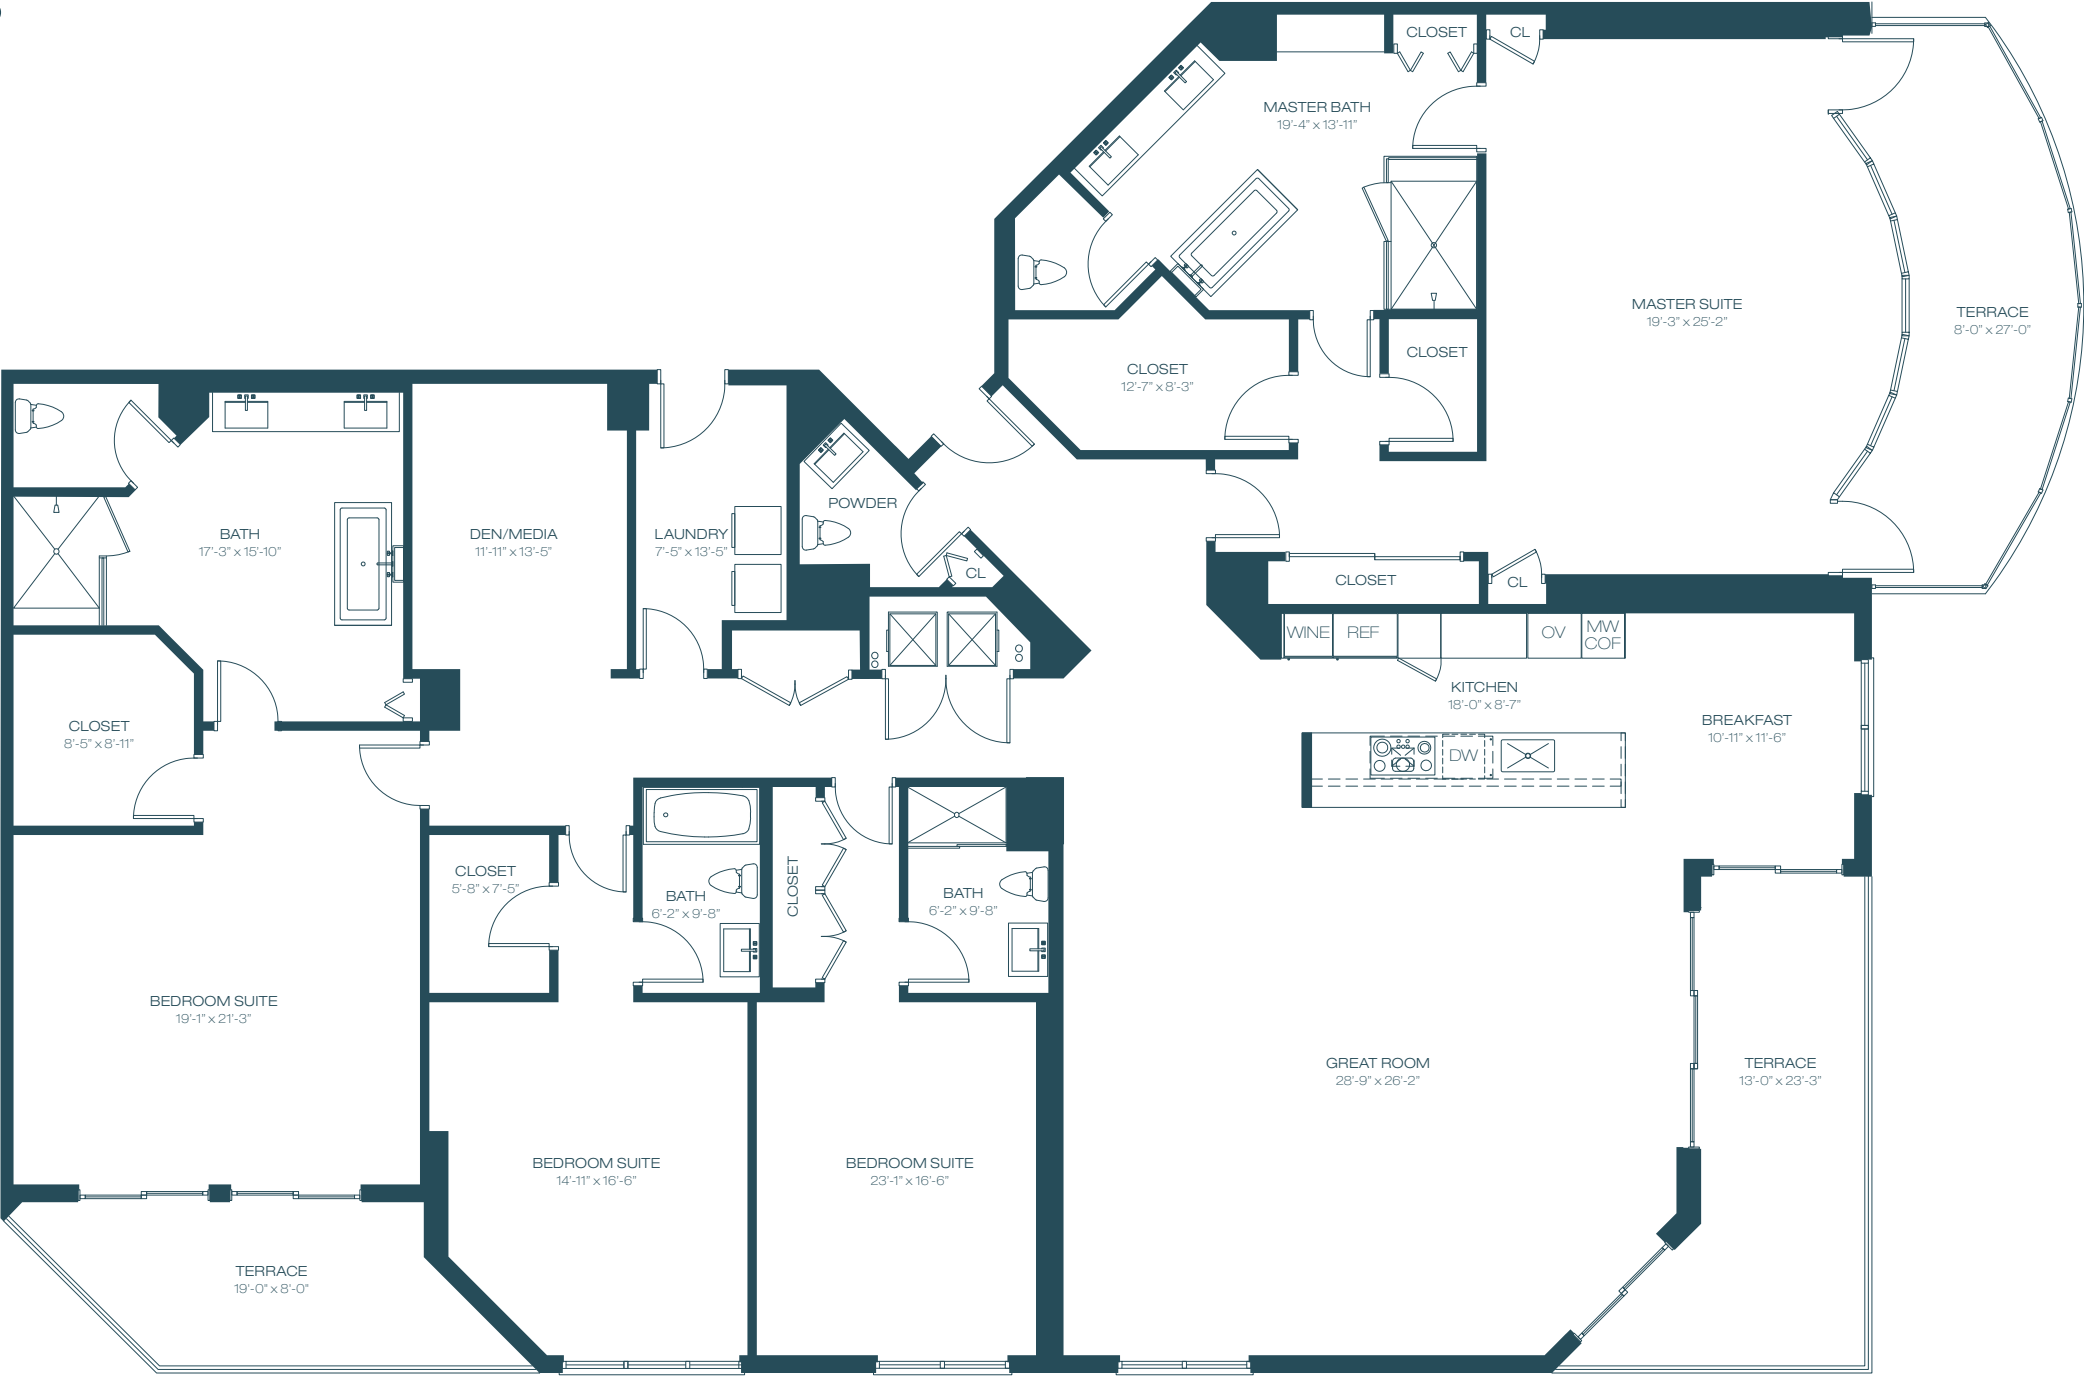 CLOSET
CL
MASTER BATH
19'-4" x 13'-11"
MASTER SUITE
19'-3" x 25'-2"
TERRACE
8'-0" x 27'-0"
CLOSET
CLOSET
12'-7" x 8'-3"
POWDER
BATH
17'-3" x 15'-10"
DEN/MEDIA
11'-11" x 13'-5"
LAUNDRY
7'-5" x 13'-5"
CL
CLOSET
CL
WINE
REF
OV
MW
COF
KITCHEN
18'-0" x 8'-7"
BREAKFAST
10'-11" x 11'-6"
CLOSET
8'-5" x 8'-11"
DW
CLOSET
5'-8" x 7'-5"
BATH
6'-2" x 9'-8"
CLOSET
BATH
6'-2" x 9'-8"
BEDROOM SUITE
19'-1" x 21'-3"
GREAT ROOM
28'-9" x 26'-2"
TERRACE
13'-0" x 23'-3"
BEDROOM SUITE
14'-11" x 16'-6"
BEDROOM SUITE
23'-1" x 16'-6"
TERRACE
19'-0" x 8'-0"